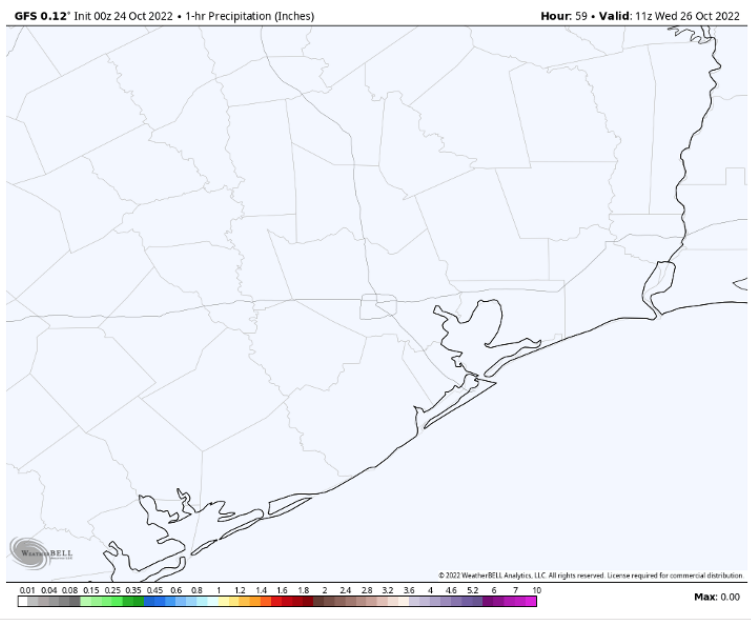 GFS 0.12° Init 00z 24 Oct 2022 • 1-hr Precipitation (Inches)
Hour: 59 • Valid: 11z Wed 26 Oct 2022
WeatherBELL
© 2022 WeatherBELL Analytics, LLC. All rights reserved. License required for commercial distribution.
0.01 0.04 0.08 0.15 0.25 0.35 0.45 0.6 0.8 1 1.2 1.4 1.6 1.8 2 2.4 2.8 3.2 3.6 4 4.6 5.2 6 7 10
Max: 0.00